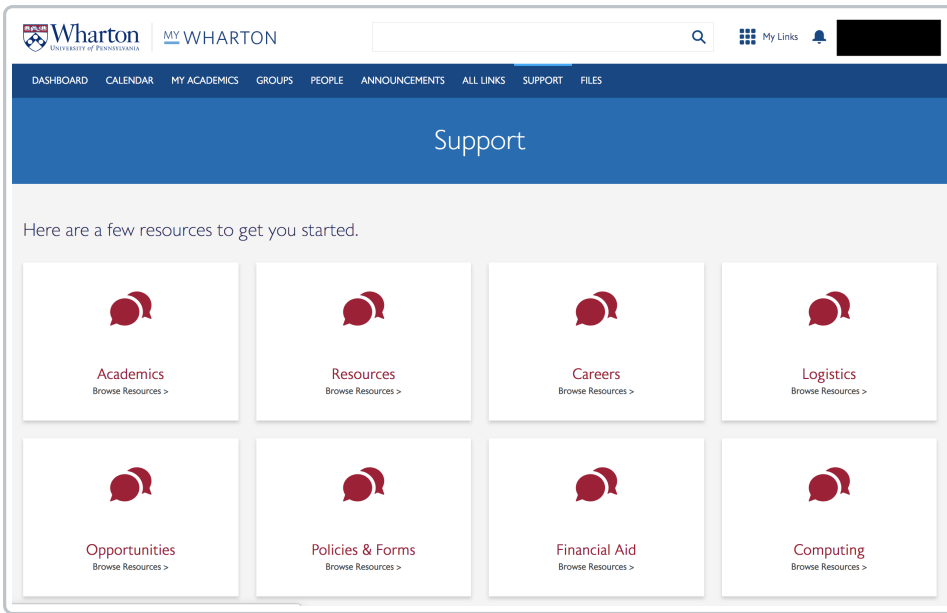 Wharton
UNIVERSITY of PENNSYLVANIA
MY WHARTON
My Links
DASHBOARD CALENDAR MY ACADEMICS GROUPS PEOPLE ANNOUNCEMENTS ALL LINKS SUPPORT FILES
Support
Here are a few resources to get you started.
Academics
Browse Resources >
Resources
Browse Resources >
Careers
Browse Resources >
Logistics
Browse Resources >
Opportunities
Browse Resources >
Policies & Forms
Browse Resources >
Financial Aid
Browse Resources >
Computing
Browse Resources >